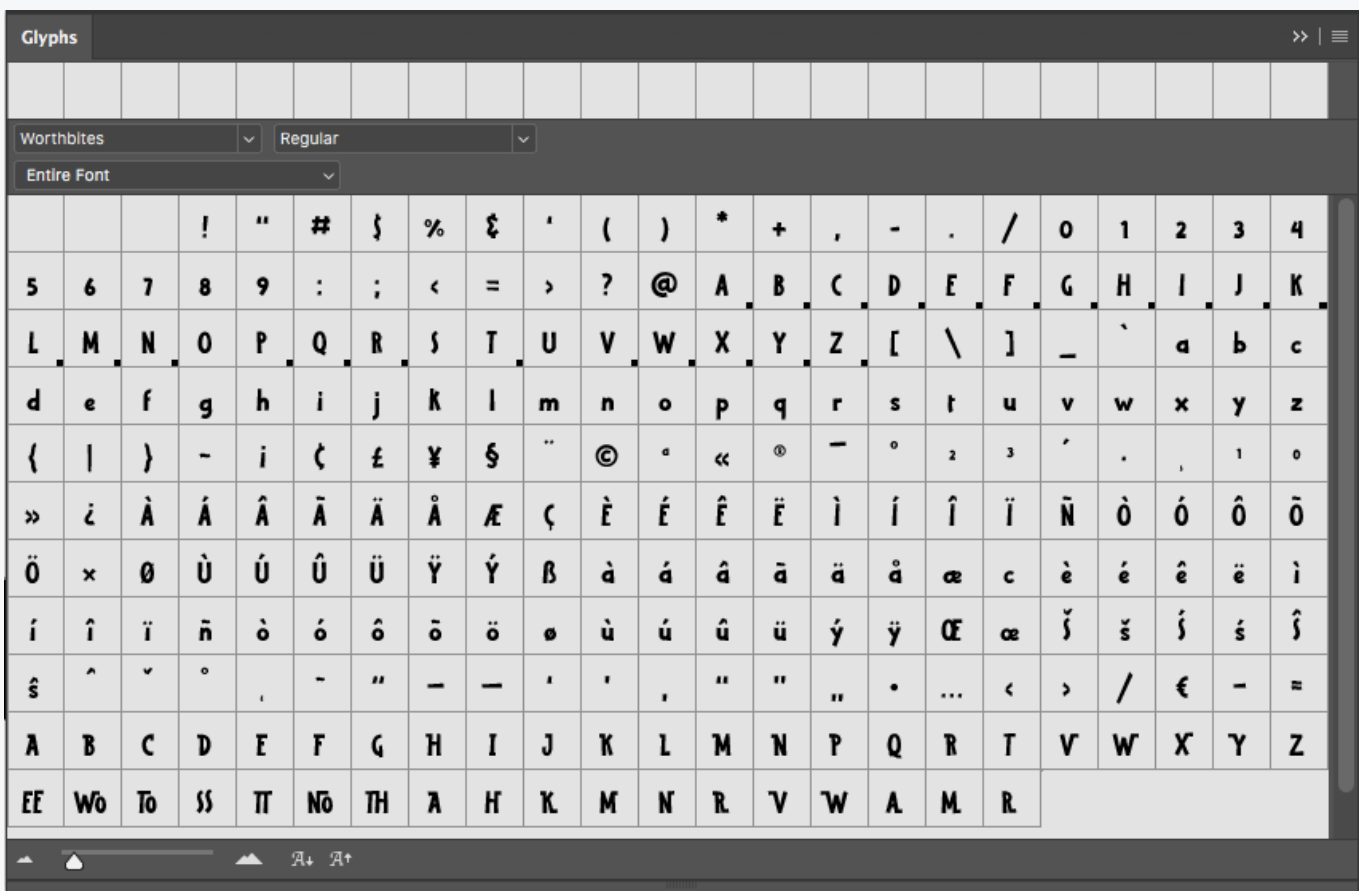 Glyphs
Worthbites Regular
Entire Font
! " # $ % & ' ( ) * + , - . / 0 1 2 3 4
5 6 7 8 9 : ; < = > ? @ A B C D E F G H I J K
L M N O P Q R S T U V W X Y Z [ \ ] _ ` a b c
d e f g h i j k l m n o p q r s t u v w x y z
{ | } ~ ¡ ¢ £ ¥ § ¨ © ª « ® ¯ ° ² ³ ´ · ¸ ¹ º
» ¿ À Á Â Ã Ä Å Æ Ç È É Ê Ë Ì Í Î Ï Ñ Ò Ó Ô Õ
Ö × Ø Ù Ú Û Ü Ÿ Ý ß à á â ã ä å æ c è é ê ë ì
í î ï ñ ò ó ô õ ö ø ù ú û ü ý ÿ Œ œ Š š Ś ś Ŝ
ŝ ˆ ˇ ˚ ˛ ˜ ˝ – — ‘ ’ ‚ “ ” „ • … ‹ › ⁄ € − ≈
A B C D E F G H I J K L M N P Q R T V W X Y Z
EE Wo To SS TT No TH A H K M N R V W A M R
A A